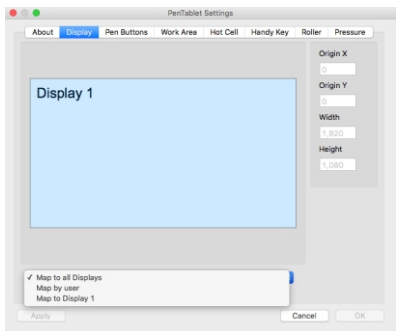 PenTablet Settings
About Display Pen Buttons Work Area Hot Cell Handy Key Roller Pressure
Origin X
0
Origin Y
0
Width
1,920
Height
1,080
Display 1
✓ Map to all Displays
Map by user
Map to Display 1
Apply Cancel OK